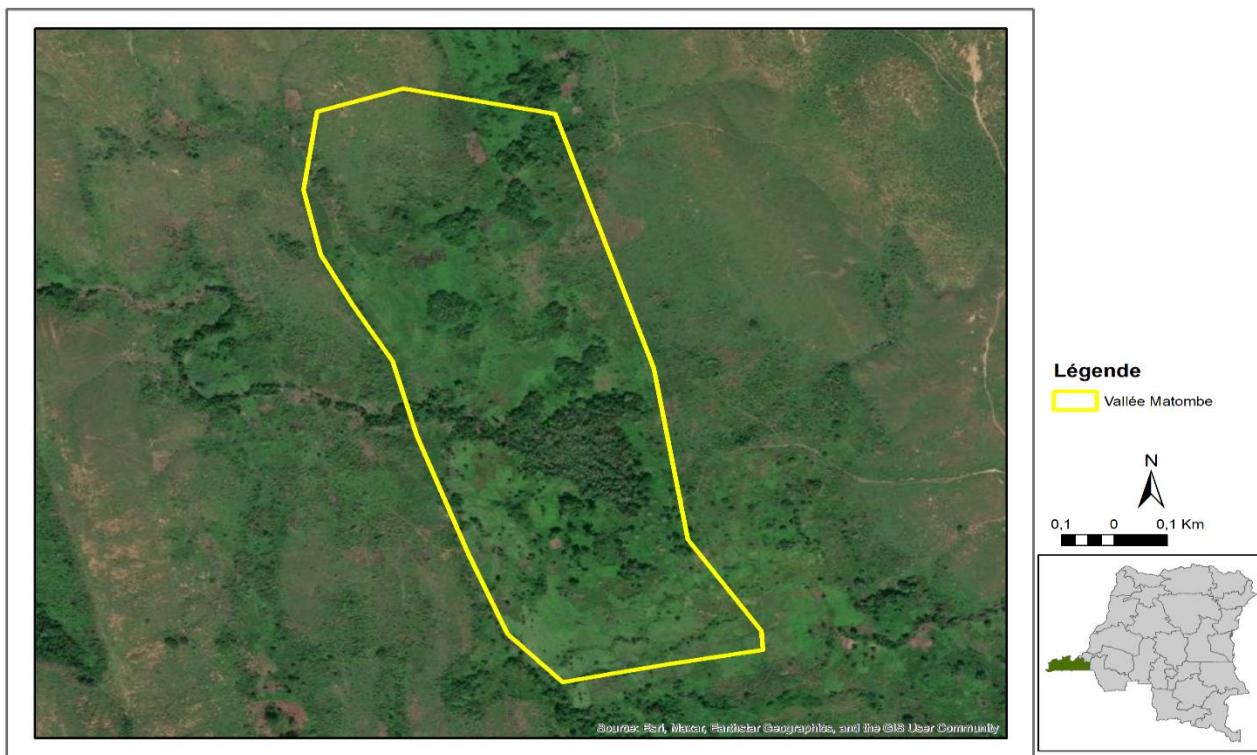 Légende
Vallée Matombe
N
0,1 0 0,1 Km
Source: Esri, Maxar, Earthstar Geographics, and the GIS User Community